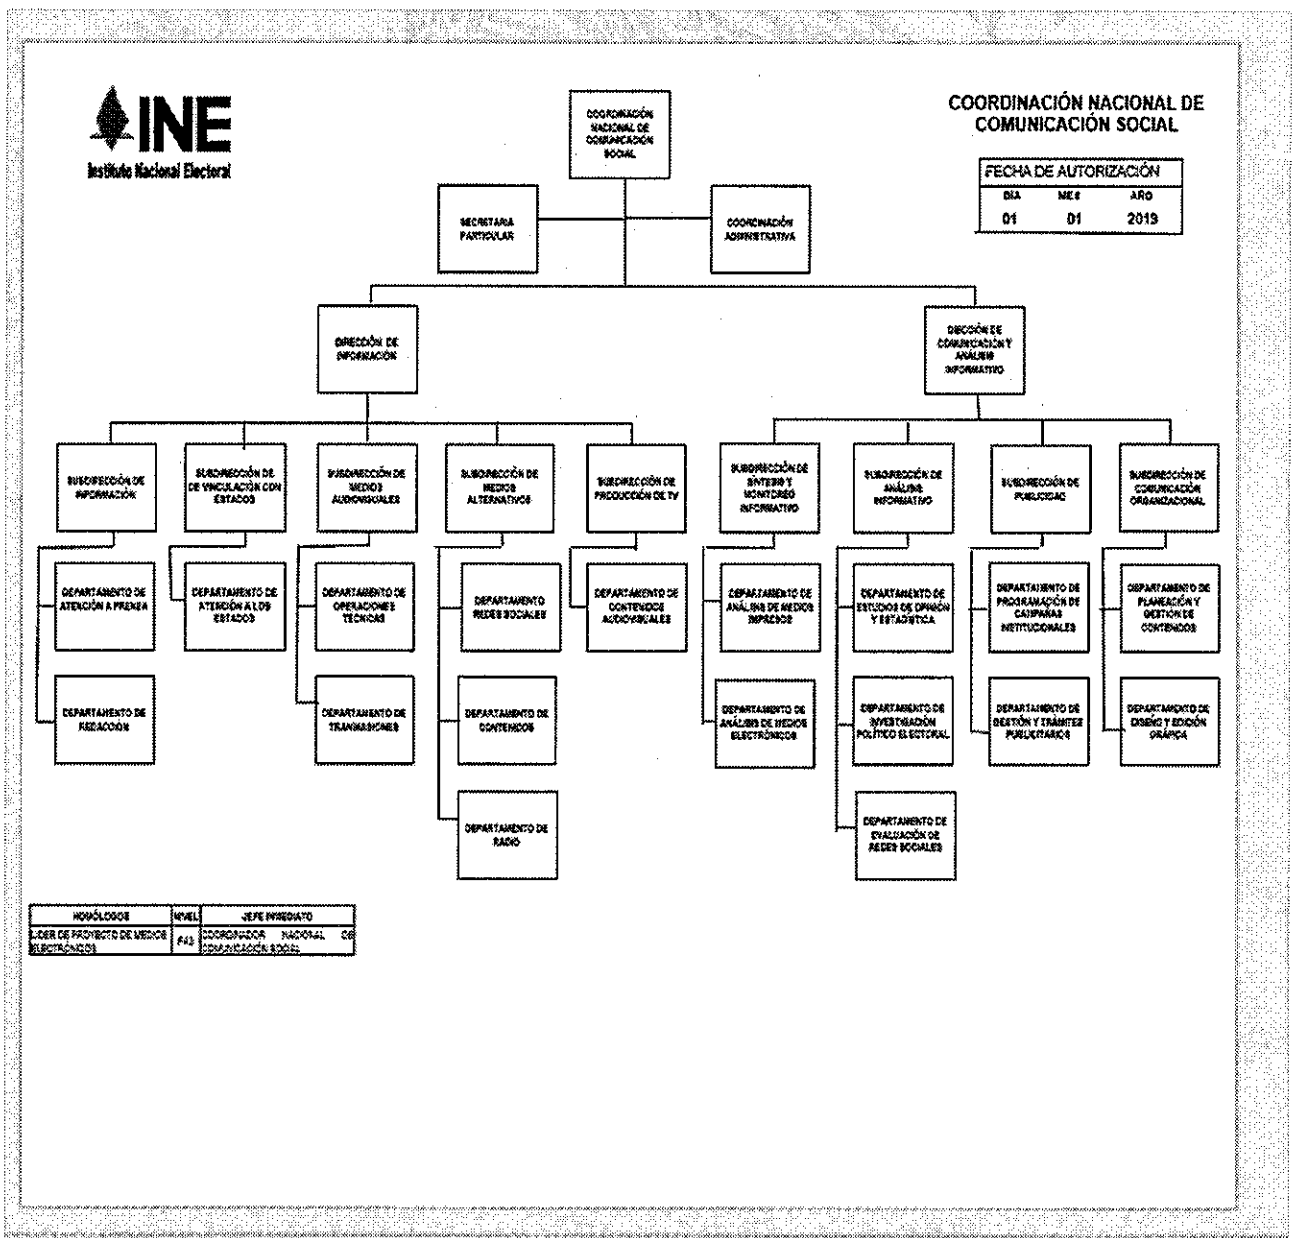 INE
Instituto Nacional Electoral
COORDINACIÓN NACIONAL DE
COMUNICACIÓN SOCIAL
FECHA DE AUTORIZACIÓN
DIA MES AÑO
01 01 2019
COORDINACIÓN
NACIONAL DE
COMUNICACIÓN
SOCIAL
SECRETARIA
PARTICULAR
COORDINACIÓN
ADMINISTRATIVA
DIRECCIÓN DE
INFORMACIÓN
DIECCIÓN DE
COMUNICACIÓN Y
ANÁLISIS
INFORMATIVO
SUBDIRECCIÓN DE
INFORMACIÓN
SUBDIRECCIÓN DE
DE VINCULACIÓN CON
ESTADOS
SUBDIRECCIÓN DE
MEDIOS
AUDIOVISUALES
SUBDIRECCIÓN DE
MEDIOS
ALTERNATIVOS
SUBDIRECCIÓN DE
PRODUCCIÓN DE TV
SUBDIRECCIÓN DE
SÍNTESIS Y
MONITOREO
INFORMATIVO
SUBDIRECCIÓN DE
ANÁLISIS
INFORMATIVO
SUBDIRECCIÓN DE
PUBLICIDAD
SUBDIRECCIÓN DE
COMUNICACIÓN
ORGANIZACIONAL
DEPARTAMENTO DE
ATENCIÓN A PRENSA
DEPARTAMENTO DE
ATENCIÓN A LOS
ESTADOS
DEPARTAMENTO DE
OPERACIONES
TÉCNICAS
DEPARTAMENTO
REDES SOCIALES
DEPARTAMENTO DE
CONTENIDOS
AUDIOVISUALES
DEPARTAMENTO DE
ANÁLISIS DE MEDIOS
IMPRESOS
DEPARTAMENTO DE
ESTUDIOS DE OPINIÓN
Y ESTADÍSTICA
DEPARTAMENTO DE
PROGRAMACIÓN DE
CAMPAÑAS
INSTITUCIONALES
DEPARTAMENTO DE
PLANEACIÓN Y
GESTIÓN DE
CONTENIDOS
DEPARTAMENTO DE
REDACCIÓN
DEPARTAMENTO DE
TRANMISIONES
DEPARTAMENTO DE
CONTENIDOS
DEPARTAMENTO DE
ANÁLISIS DE MEDIOS
ELECTRÓNICOS
DEPARTAMENTO DE
INVESTIGACIÓN
POLÍTICO ELECTORAL
DEPARTAMENTO DE
GESTIÓN Y TRÁMITES
PUBLICITARIOS
DEPARTAMENTO DE
DISEÑO Y EDICIÓN
GRÁFICA
DEPARTAMENTO DE
RADIO
DEPARTAMENTO DE
EVALUACIÓN DE
REDES SOCIALES
HOMÓLOGOS NIVEL JEFE INMEDIATO
LIDER DE PROYECTO DE MEDIOS
ELECTRÓNICOS
COORDINADOR NACIONAL DE
COMUNICACIÓN SOCIAL